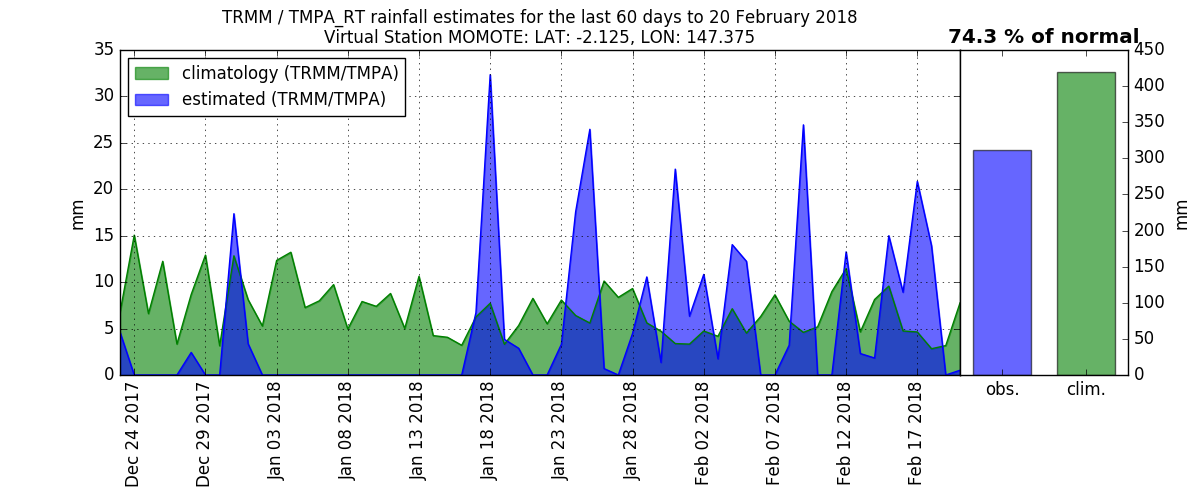 TRMM / TMPA_RT rainfall estimates for the last 60 days to 20 February 2018
Virtual Station MOMOTE: LAT: -2.125, LON: 147.375
74.3 % of normal
climatology (TRMM/TMPA)
estimated (TRMM/TMPA)
35
30
25
20
15
10
5
0
mm
Dec 24 2017
Dec 29 2017
Jan 03 2018
Jan 08 2018
Jan 13 2018
Jan 18 2018
Jan 23 2018
Jan 28 2018
Feb 02 2018
Feb 07 2018
Feb 12 2018
Feb 17 2018
obs.
clim.
450
400
350
300
250
200
150
100
50
0
mm